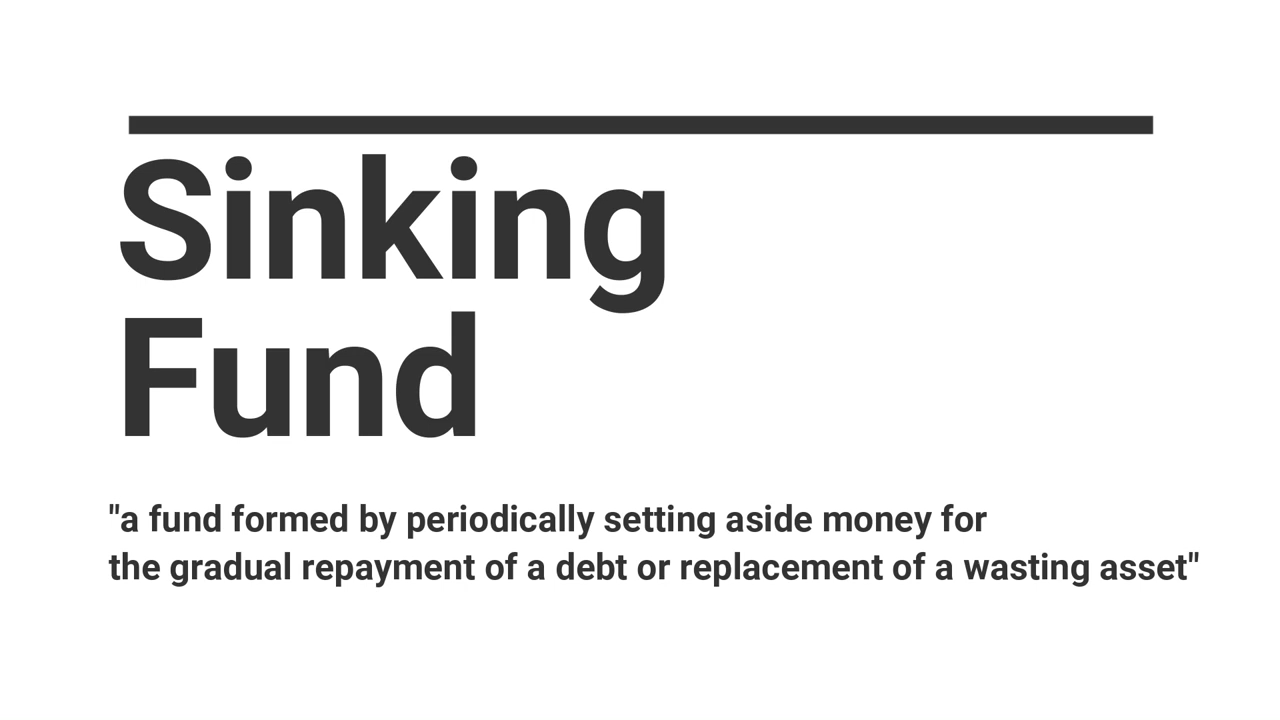 Sinking
Fund
"a fund formed by periodically setting aside money for
the gradual repayment of a debt or replacement of a wasting asset"